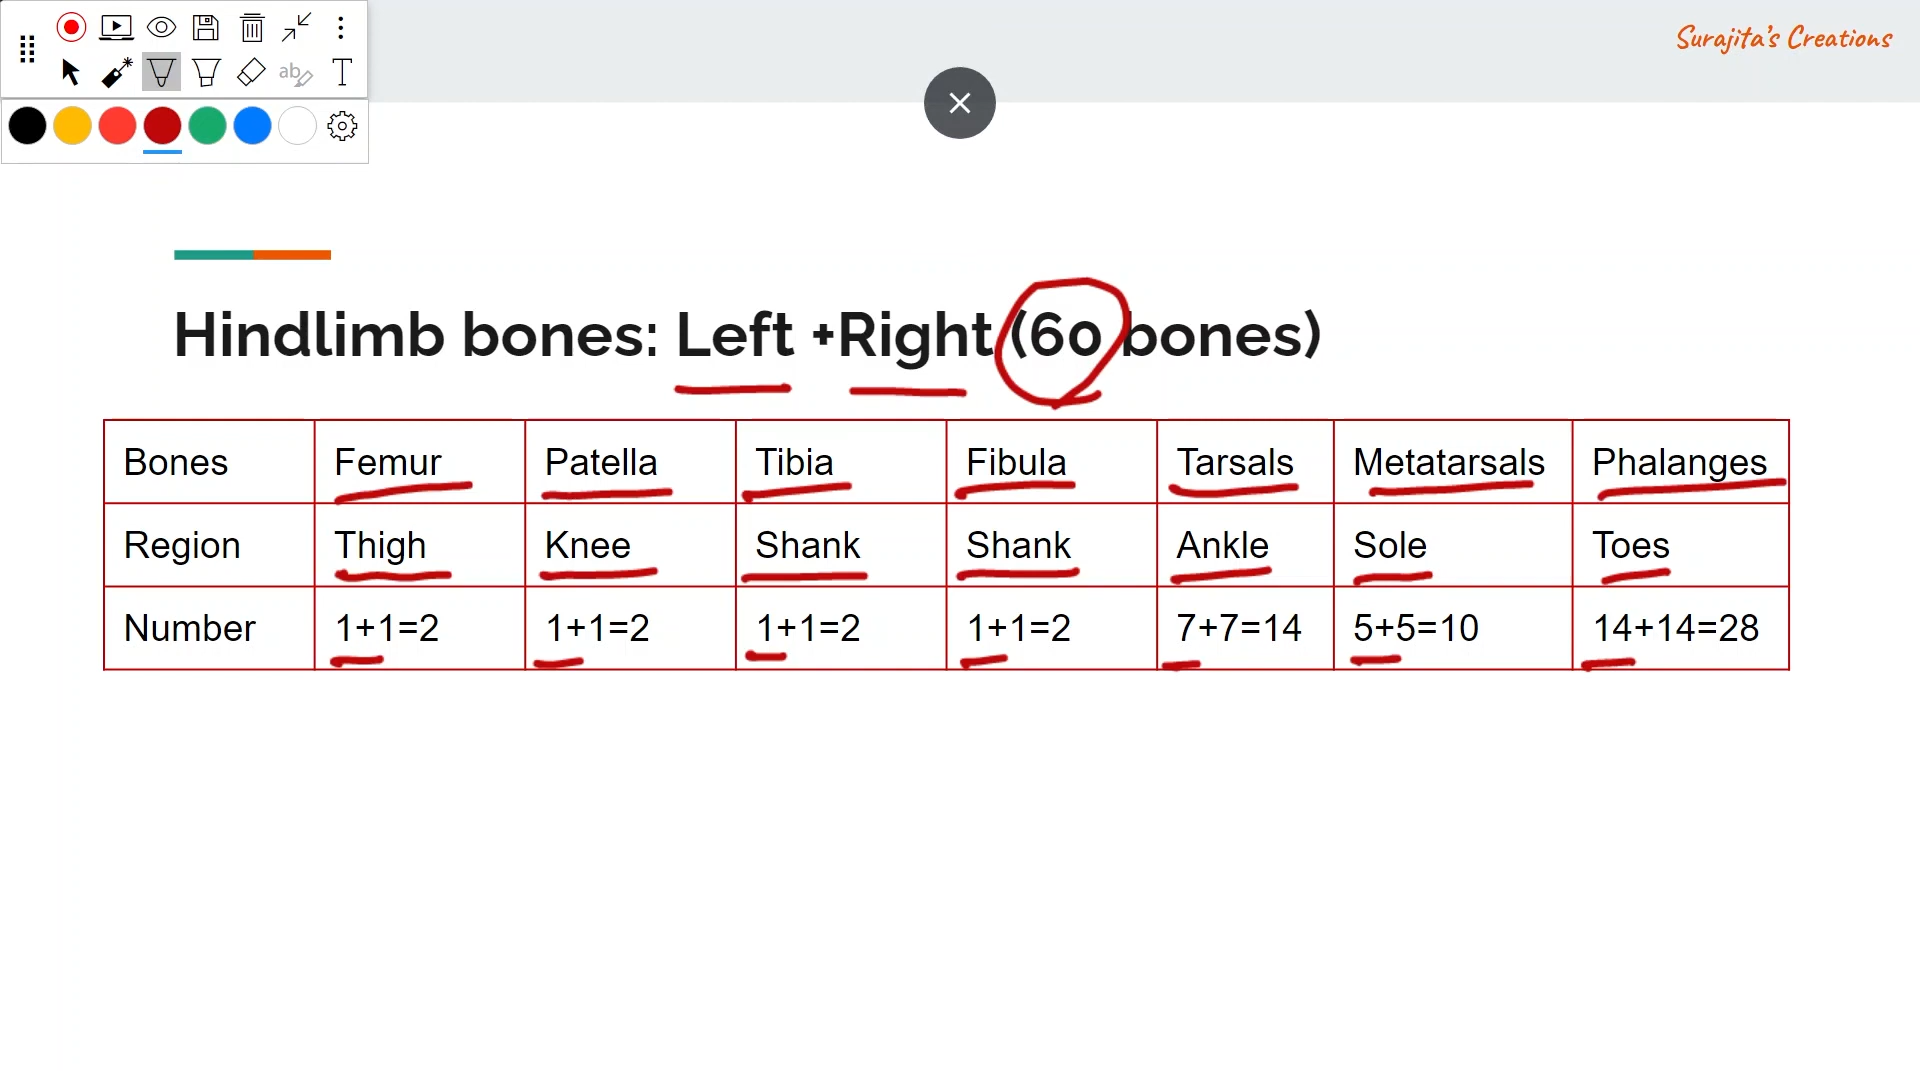 Surajita's Creations
ab
T
Hindlimb bones: Left +Right (60 bones)
Bones Femur Patella Tibia Fibula Tarsals Metatarsals Phalanges
Region Thigh Knee Shank Shank Ankle Sole Toes
Number 1+1=2 1+1=2 1+1=2 1+1=2 7+7=14 5+5=10 14+14=28